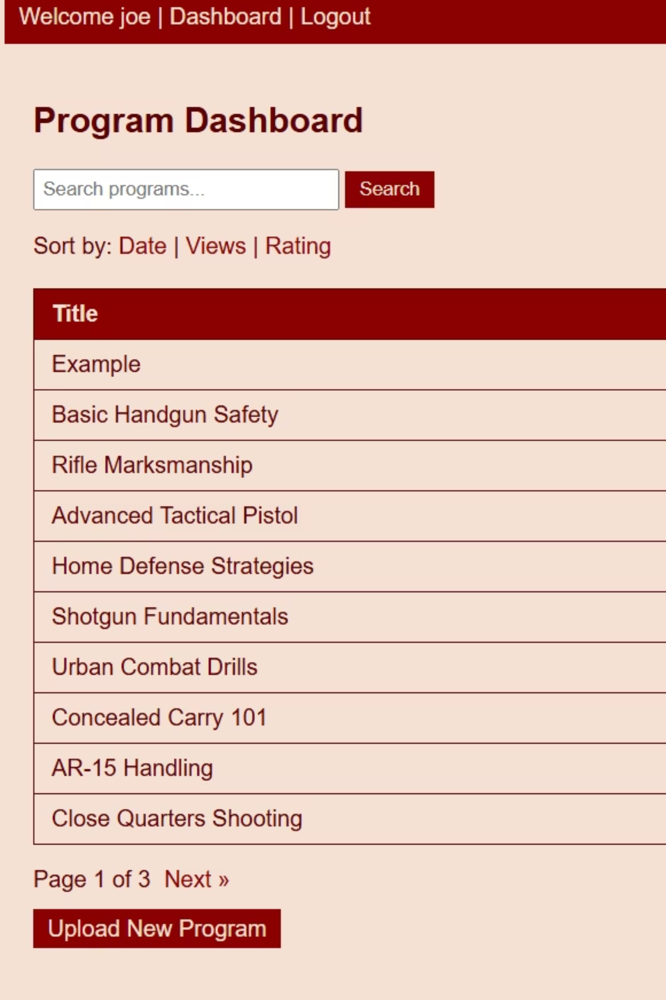 Welcome joe | Dashboard | Logout
Program Dashboard
Search programs...
Search
Sort by: Date | Views | Rating
Title
Example
Basic Handgun Safety
Rifle Marksmanship
Advanced Tactical Pistol
Home Defense Strategies
Shotgun Fundamentals
Urban Combat Drills
Concealed Carry 101
AR-15 Handling
Close Quarters Shooting
Page 1 of 3 Next »
Upload New Program